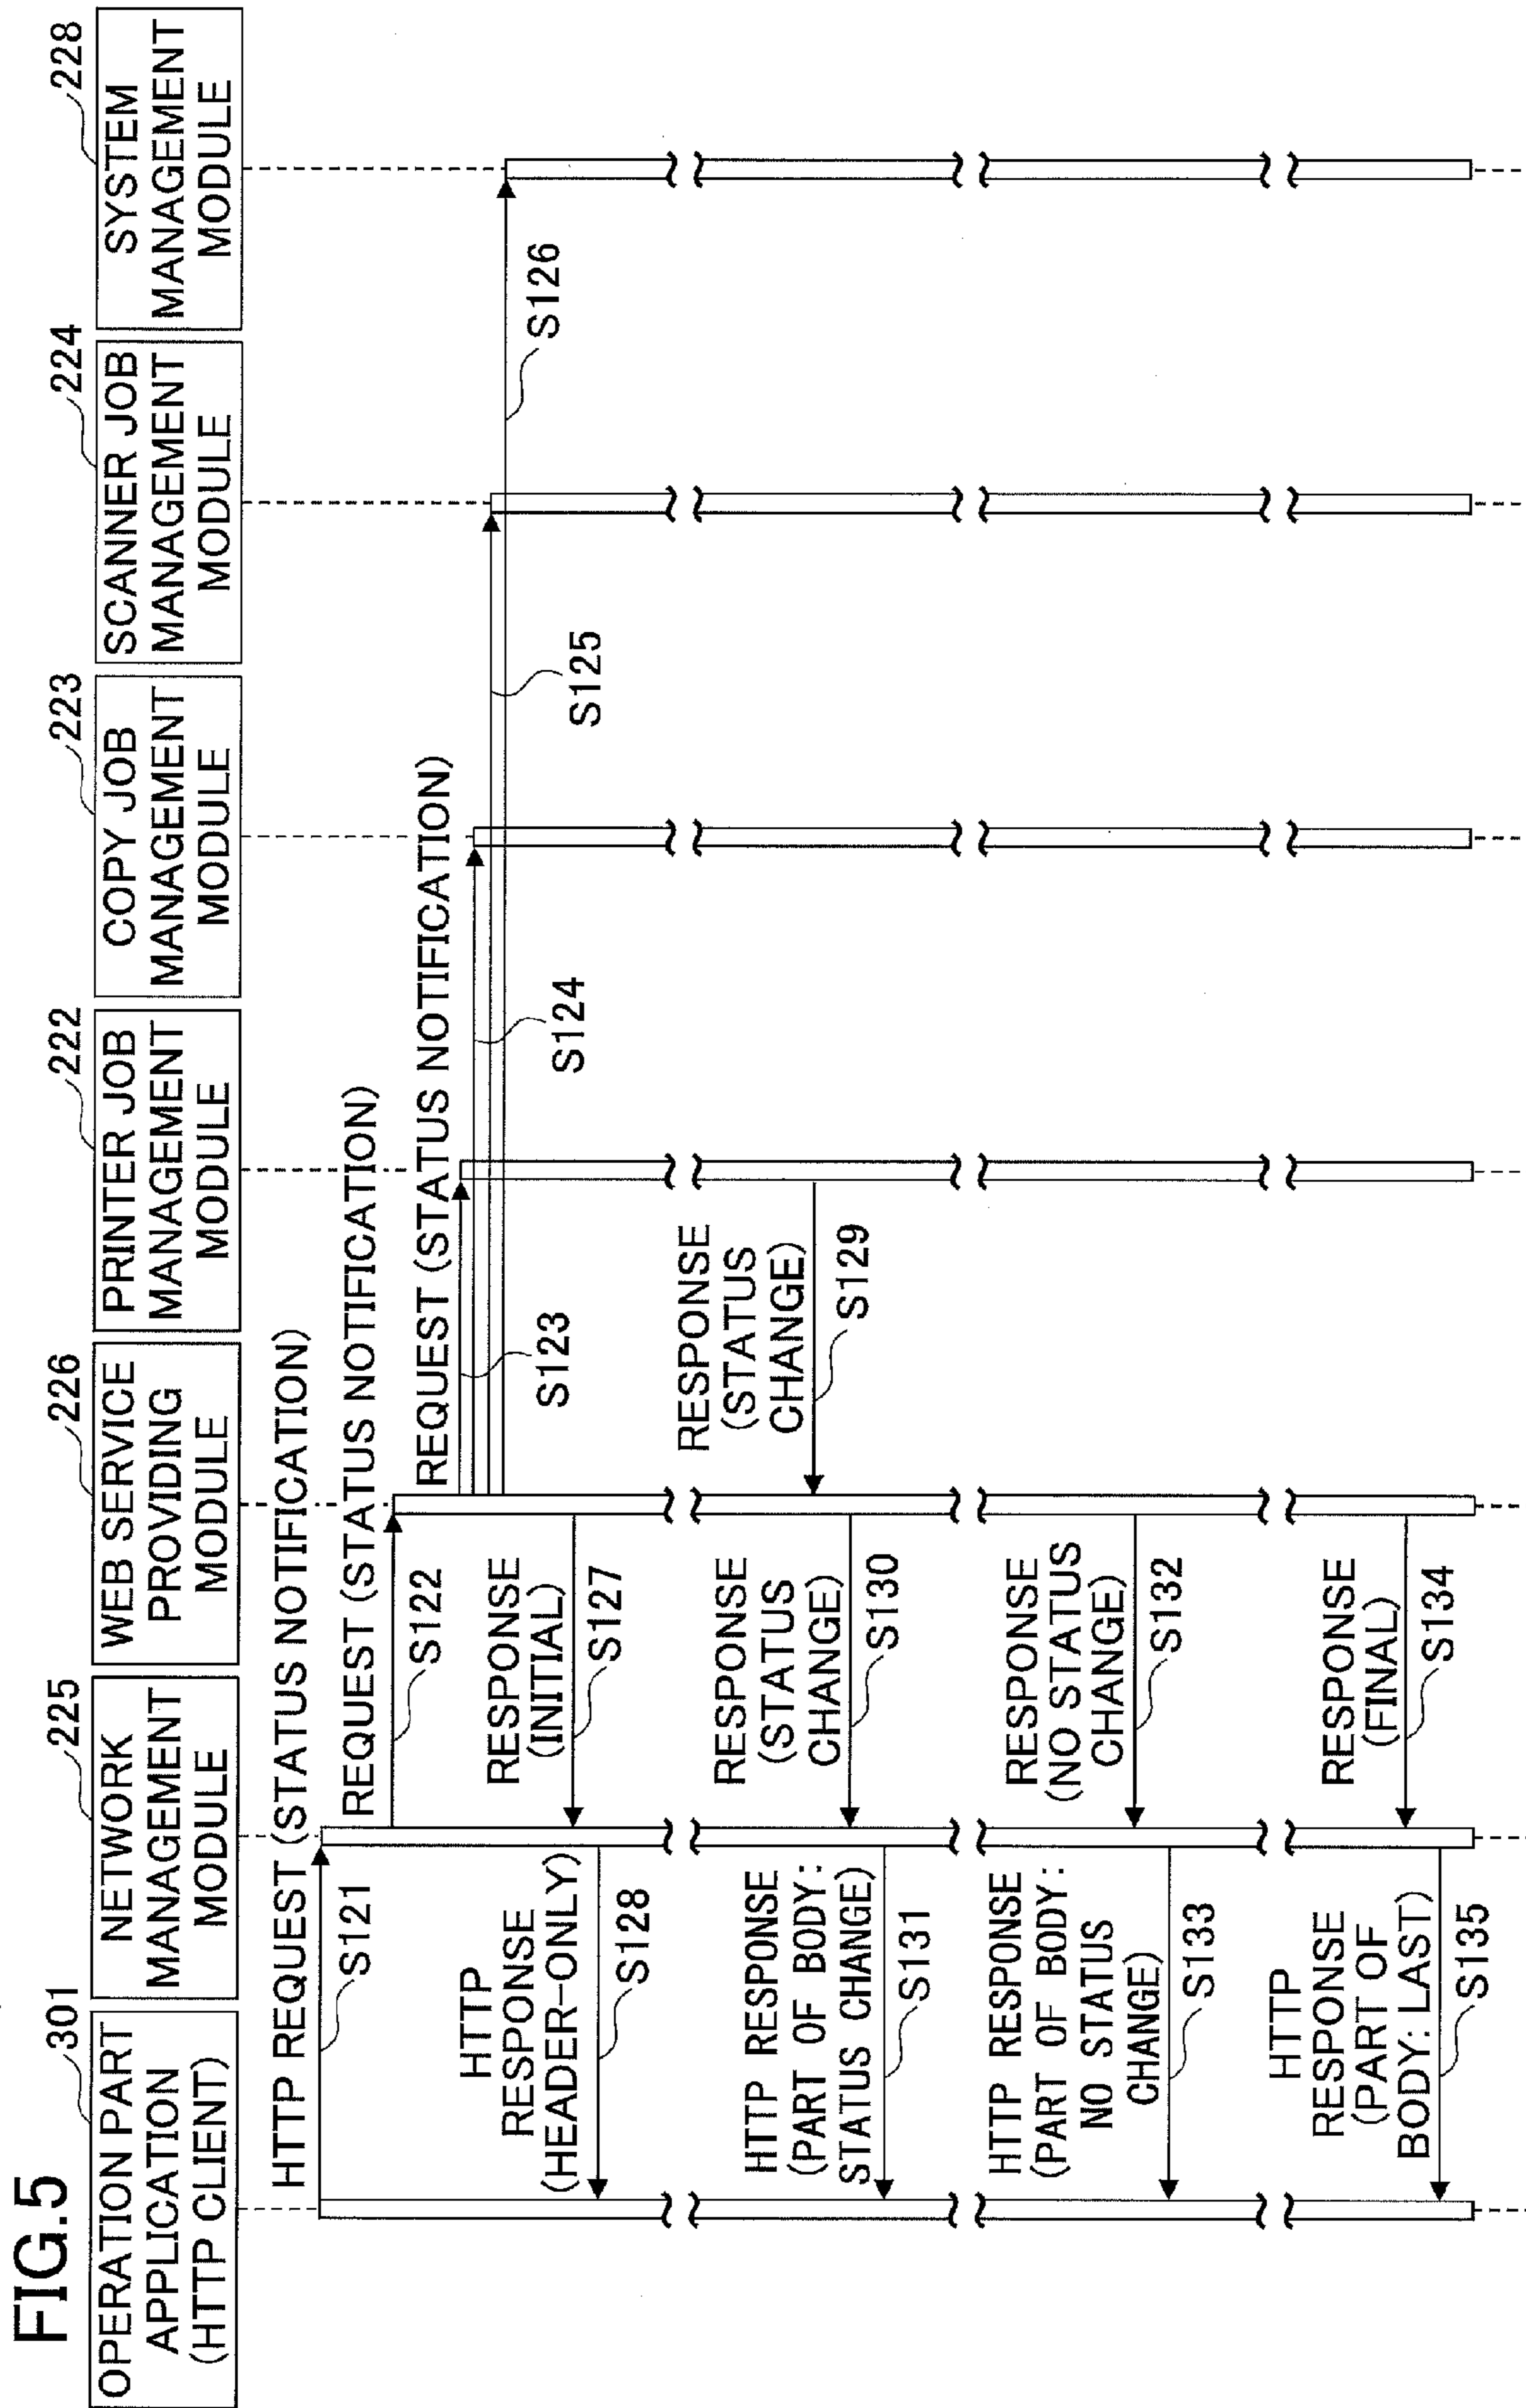 FIG.5
301
OPERATION PART
APPLICATION
(HTTP CLIENT)
225
NETWORK
MANAGEMENT
MODULE
226
WEB SERVICE
PROVIDING
MODULE
222
PRINTER JOB
MANAGEMENT
MODULE
223
COPY JOB
MANAGEMENT
MODULE
224
SCANNER JOB
MANAGEMENT
MODULE
228
SYSTEM
MANAGEMENT
MODULE
HTTP REQUEST (STATUS NOTIFICATION)
S121
REQUEST (STATUS NOTIFICATION)
S122
REQUEST (STATUS NOTIFICATION)
S123
S124
S125
S126
RESPONSE
(INITIAL)
S127
HTTP
RESPONSE
(HEADER-ONLY)
S128
RESPONSE
(STATUS
CHANGE)
S129
RESPONSE
(STATUS
CHANGE)
S130
HTTP RESPONSE
(PART OF BODY:
STATUS CHANGE)
S131
RESPONSE
(NO STATUS
CHANGE)
S132
HTTP RESPONSE
(PART OF BODY:
NO STATUS
CHANGE)
S133
RESPONSE
(FINAL)
S134
HTTP
RESPONSE
(PART OF
BODY: LAST)
S135